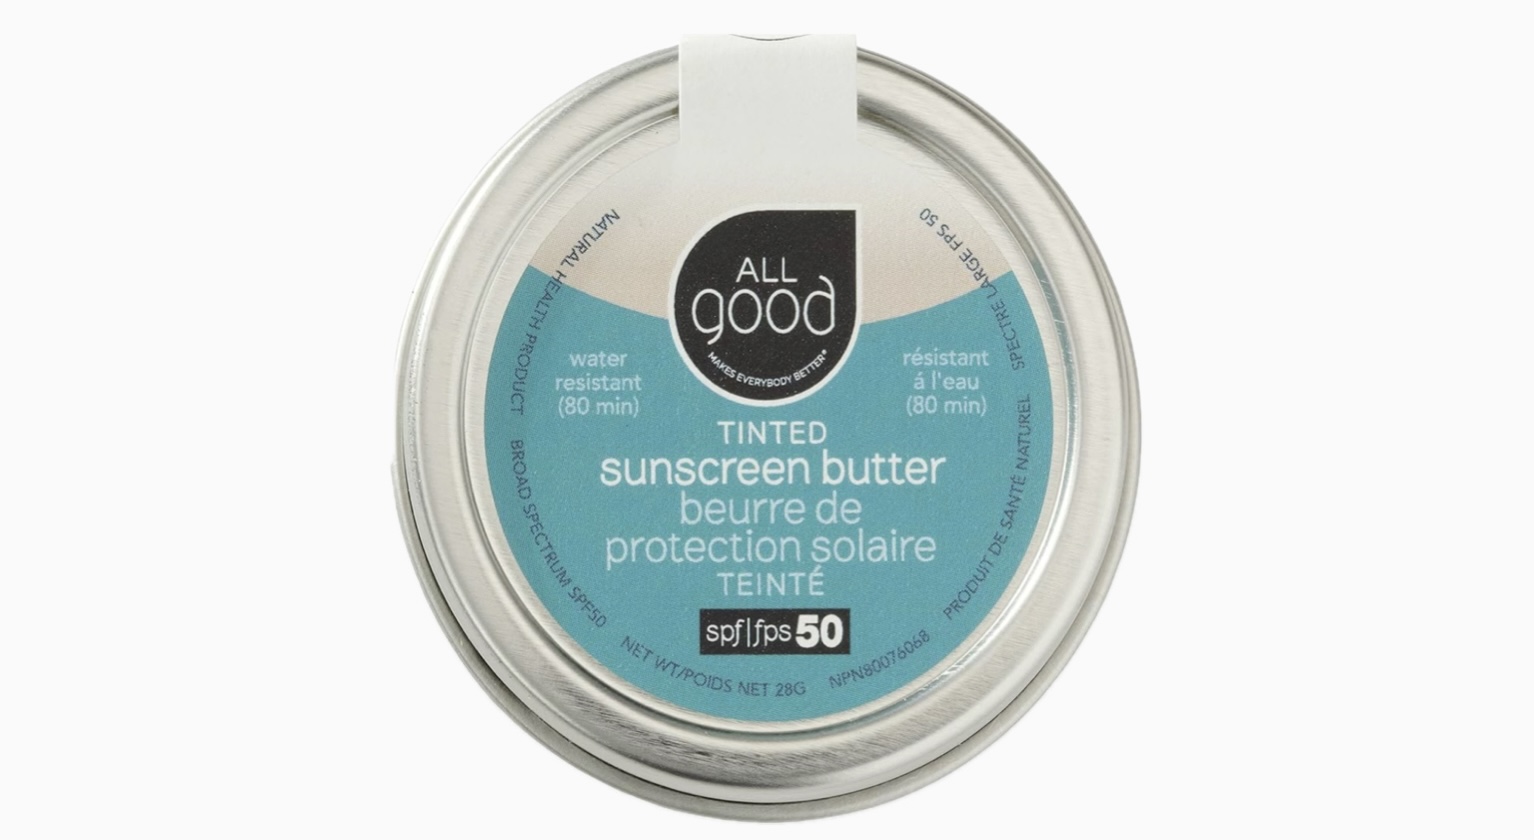 ALL
good
MAKES EVERYBODY BETTER®
water
resistant
(80 min)
résistant
á l'eau
(80 min)
TINTED
sunscreen butter
beurre de
protection solaire
TEINTÉ
spf|fps 50
NATURAL HEALTH PRODUCT
BROAD SPECTRUM SPF50
NET WT/POIDS NET 28G
NPN80076068
PRODUIT DE SANTÉ NATUREL
SPECTRE LARGE FPS 50